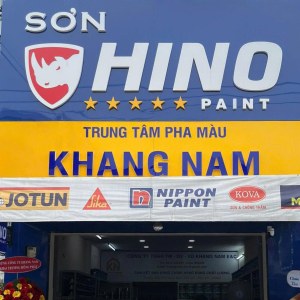 SƠN
HINO
PAINT
TRUNG TÂM PHA MÀU
KHANG NAM
JOTUN
Sika
NIPPON
PAINT
KOVA